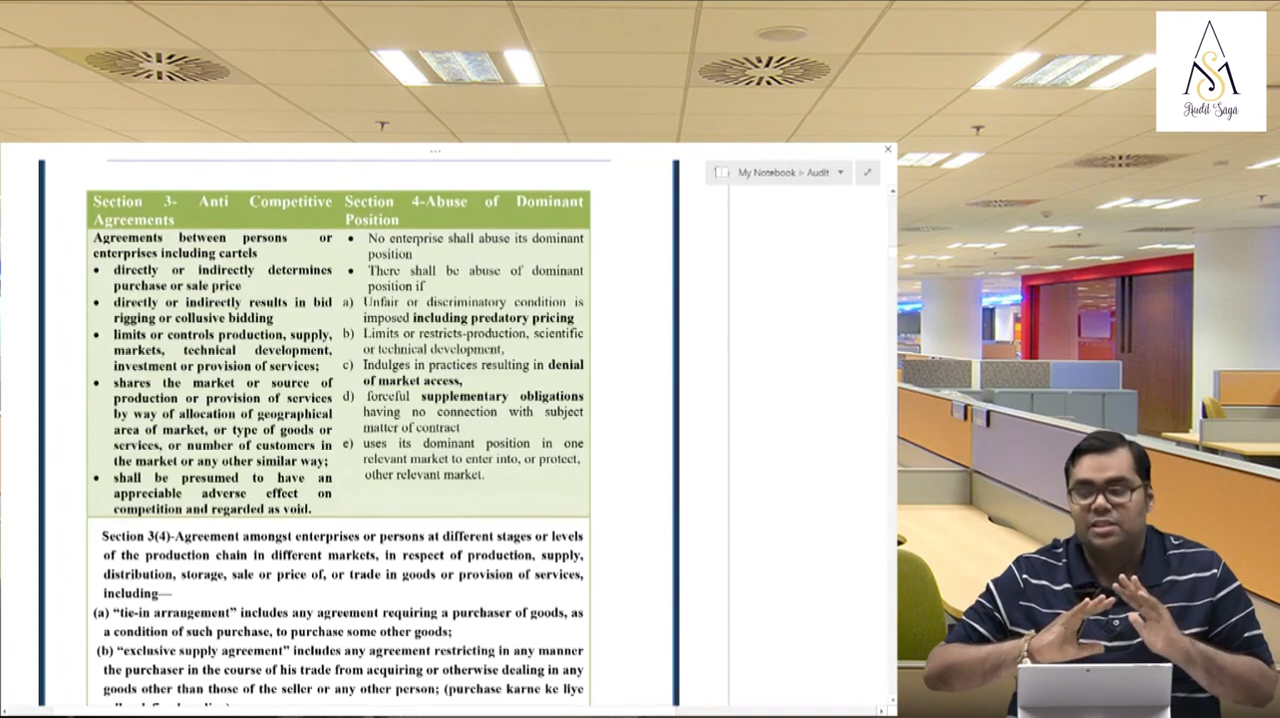 Audit Saga
My Notebook > Audit
Section 3- Anti Competitive
Agreements
Agreements between persons or
enterprises including cartels
• directly or indirectly determines
purchase or sale price
• directly or indirectly results in bid
rigging or collusive bidding
• limits or controls production, supply,
markets, technical development,
investment or provision of services;
• shares the market or source of
production or provision of services
by way of allocation of geographical
area of market, or type of goods or
services, or number of customers in
the market or any other similar way;
• shall be presumed to have an
appreciable adverse effect on
competition and regarded as void.
Section 4-Abuse of Dominant
Position
• No enterprise shall abuse its dominant
position
• There shall be abuse of dominant
position if
a) Unfair or discriminatory condition is
imposed including predatory pricing
b) Limits or restricts-production, scientific
or technical development,
c) Indulges in practices resulting in denial
of market access,
d) forceful supplementary obligations
having no connection with subject
matter of contract
e) uses its dominant position in one
relevant market to enter into, or protect,
other relevant market.
Section 3(4)-Agreement amongst enterprises or persons at different stages or levels
of the production chain in different markets, in respect of production, supply,
distribution, storage, sale or price of, or trade in goods or provision of services,
including—
(a) “tie-in arrangement” includes any agreement requiring a purchaser of goods, as
a condition of such purchase, to purchase some other goods;
(b) “exclusive supply agreement” includes any agreement restricting in any manner
the purchaser in the course of his trade from acquiring or otherwise dealing in any
goods other than those of the seller or any other person; (purchase karne ke liye